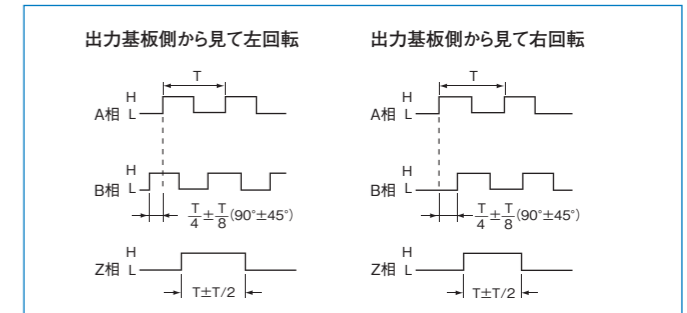 出力基板側から見て左回転
T
H
A相 L
H
B相 L
T/4±T/8(90°±45°)
H
Z相 L
T±T/2
出力基板側から見て右回転
T
H
A相 L
H
B相 L
T/4±T/8(90°±45°)
H
Z相 L
T±T/2